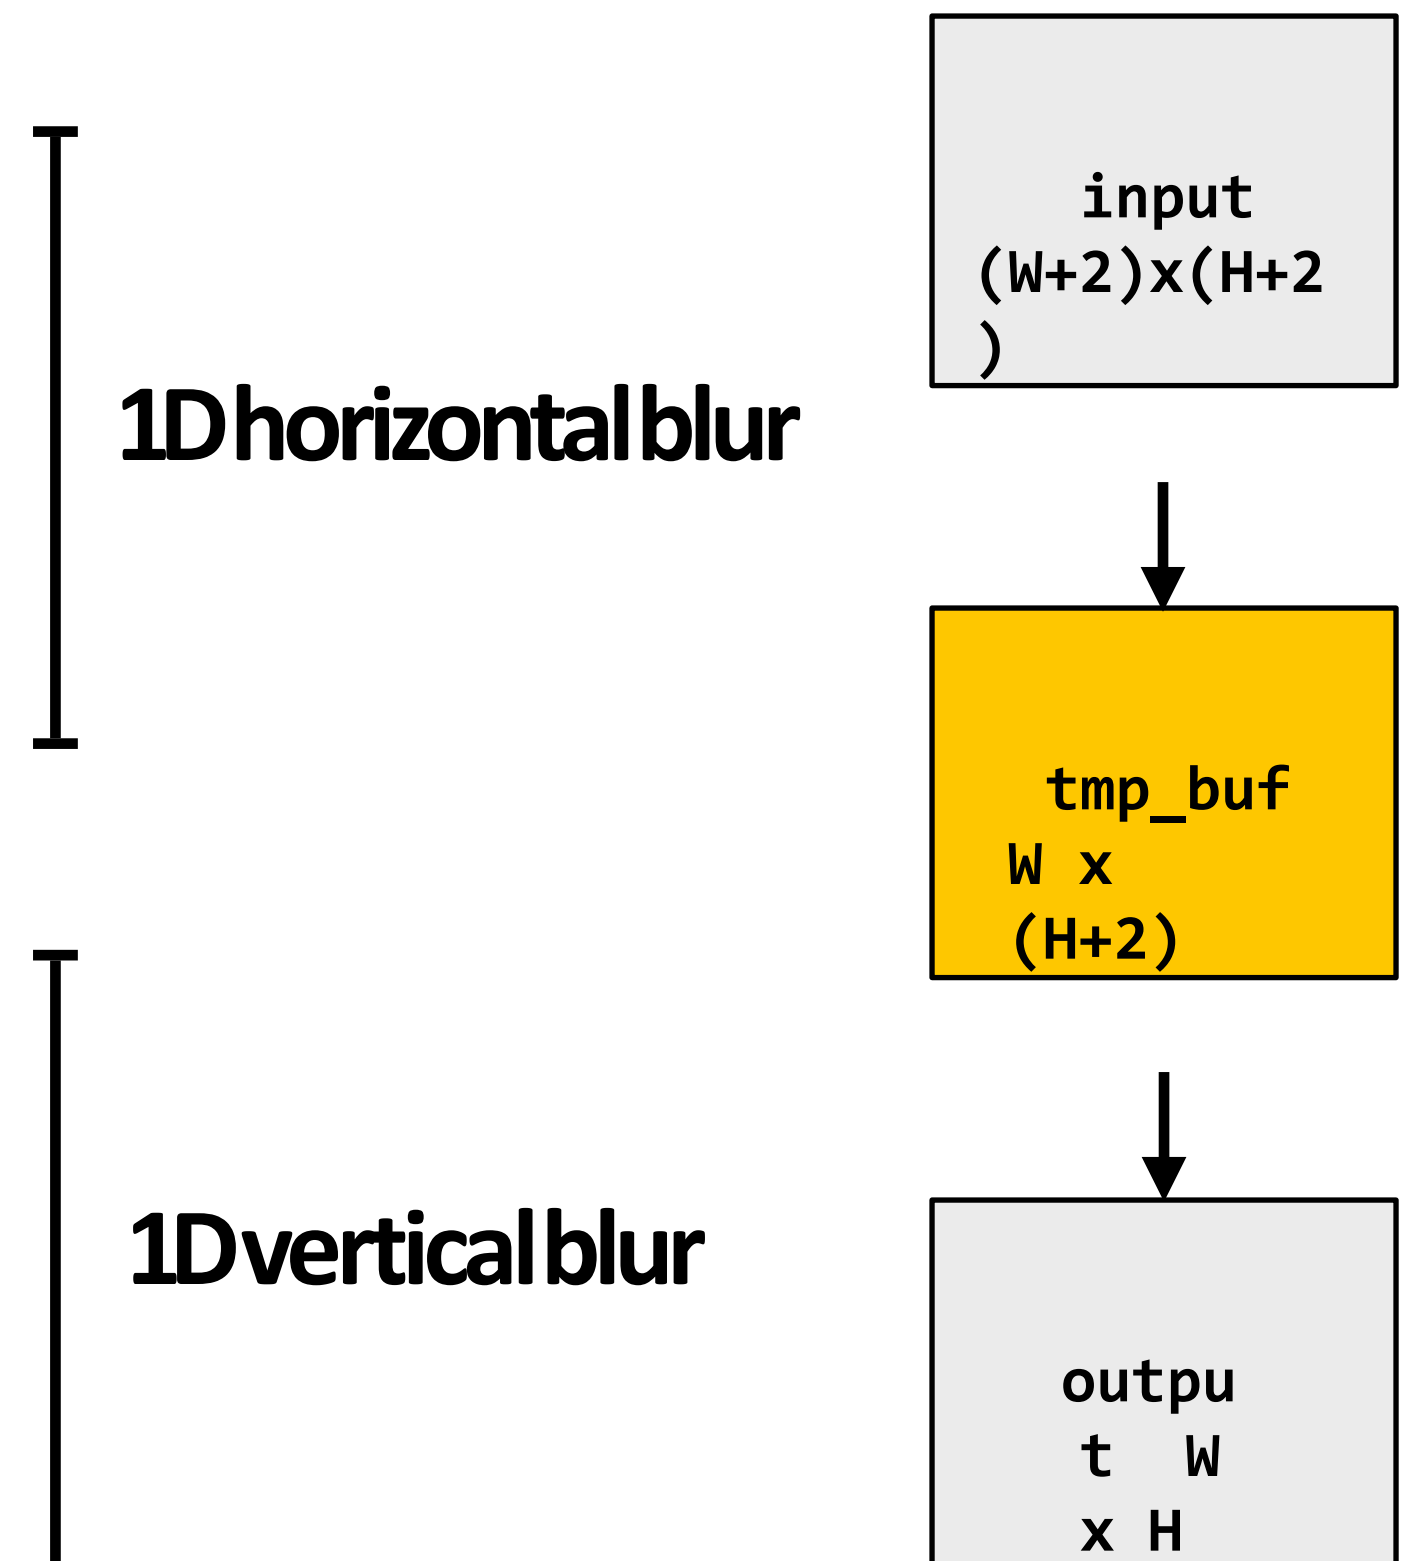 input
(W+2)x(H+2
)
1D horizontal blur
tmp_buf
W x
(H+2)
1D vertical blur
outpu
t W
x H